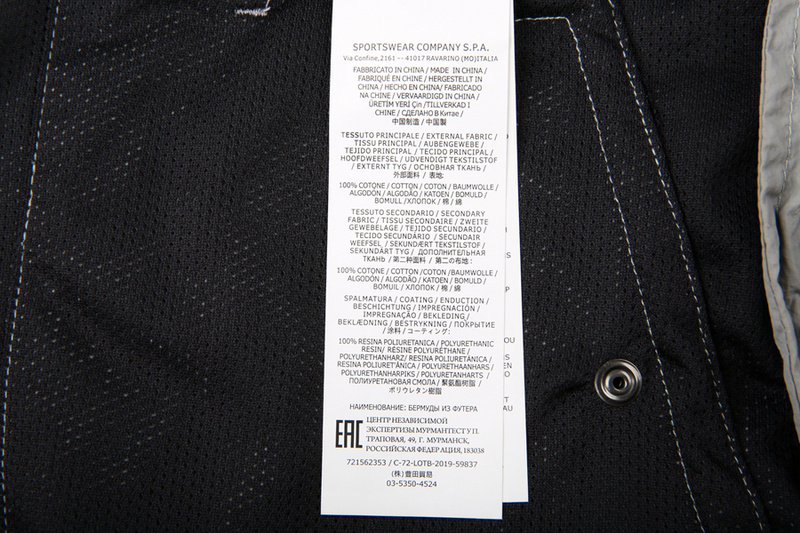 SPORTSWEAR COMPANY S.P.A.
Via Confine,2161 -- 41017 RAVARINO (MO)ITALIA
FABBRICATO IN CHINA / MADE IN CHINA /
FABRIQUÉ EN CHINE / HERGESTELLT IN
CHINA / HECHO EN CHINA/ FABRICADO
NA CHINE / VERVAARDIGD IN CHINA /
ÜRETİM YERİ Çin /TILLVERKAD I
CHINE / СДЕЛАНО В Китае /
中国制造 / 中国製
TESSUTO PRINCIPALE / EXTERNAL FABRIC /
TISSU PRINCIPAL / AUBENGEWEBE /
TEJIDO PRINCIPAL / TECIDO PRINCIPAL /
HOOFDWEEFSEL / UDVENDIGT TEKSTILSTOF
/ EXTERNT TYG / ОСНОВНАЯ ТКАНЬ /
外部面料 / 表地:
100% COTONE / COTTON / COTON / BAUMWOLLE /
ALGODÓN / ALGODÃO / KATOEN / BOMULD /
BOMULL / ХЛОПОК / 棉 / 綿
TESSUTO SECONDARIO / SECONDARY
FABRIC / TISSU SECONDAIRE / ZWEITE
GEWEBELAGE / TEJIDO SECUNDARIO /
TECIDO SECUNDÁRIO / SECUNDAIR
WEEFSEL / SEKUNDÆRT TEKSTILSTOF /
SEKUNDÄRT TYG / ДОПОЛНИТЕЛЬНАЯ
ТКАНЬ / 第二种面料 / 第二の布地:
100% COTONE / COTTON /COTON /BAUMWOLLE /
ALGODÓN / ALGODÃO / KATOEN / BOMULD /
BOMUIL / ХЛОПОК / 棉 / 綿
SPALMATURA / COATING / ENDUCTION /
BESCHICHTUNG / IMPREGNACIÓN /
IMPREGNAÇÃO / BEKLEDING /
BEKLÆDNING / BESTRYKNING / ПОКРЫТИЕ
/ 涂料 / コーティング:
100% RESINA POLIURETANICA / POLYURETHANIC
RESIN/ RÉSINE POLYURÉTHANE /
POLYURETHANHARZ/ RESINA POLIURETÁNICA /
RESINA POLIURET'ANICA / POLYURETHAANHARS /
POLYURETHANHARPIKS / POLYURETANHARTS /
ПОЛИУРЕТАНОВАЯ СМОЛА / 聚氨酯树脂 /
ポリウレタン樹脂
НАИМЕНОВАНИЕ: БЕРМУДЫ ИЗ ФУТЕРА
EAC
ЦЕНТР НЕЗАВИСИМОЙ
ЭКСПЕРТИЗЫ МУРМАНТЕСТ У П.
ТРАПОВАЯ, 49, Г. МУРМАНСК,
РОССИЙСКАЯ ФЕДЕРАЦИЯ, 183038
721562353 / C-72-LOTB-2019-59837
(株)豊田貿易
03-5350-4524